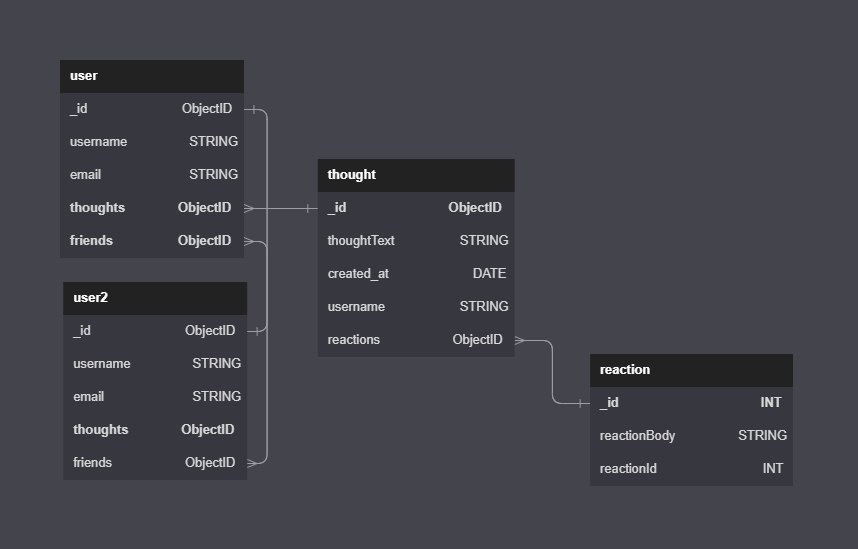 user
_id ObjectID
username STRING
email STRING
thoughts ObjectID
friends ObjectID
user2
_id ObjectID
username STRING
email STRING
thoughts ObjectID
friends ObjectID
thought
_id ObjectID
thoughtText STRING
created_at DATE
username STRING
reactions ObjectID
reaction
_id INT
reactionBody STRING
reactionId INT